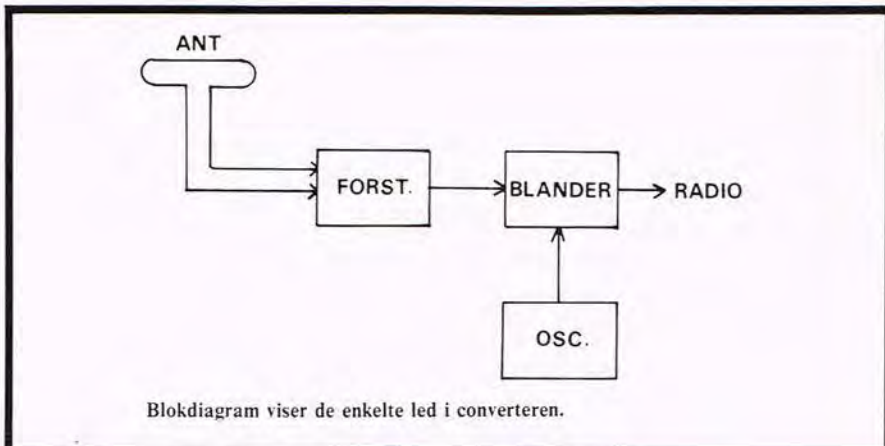 ANT
FORST.
BLANDER
RADIO
OSC.
Blokdiagram viser de enkelte led i converteren.